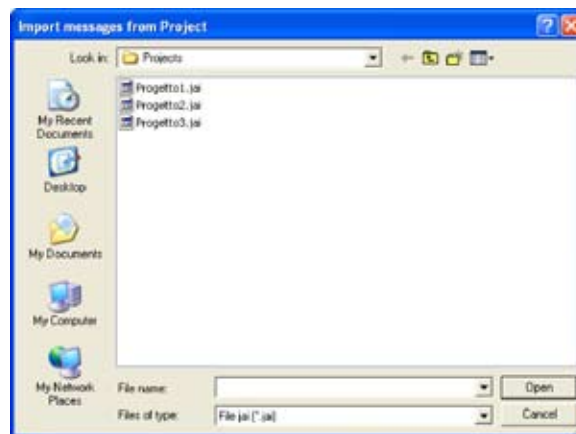 Import messages from Project
Look in:
Projects
Progetto1.jai
Progetto2.jai
Progetto3.jai
My Recent
Documents
Desktop
My Documents
My Computer
My Network
Places
File name:
Open
Files of type:
File jai (*.jai)
Cancel